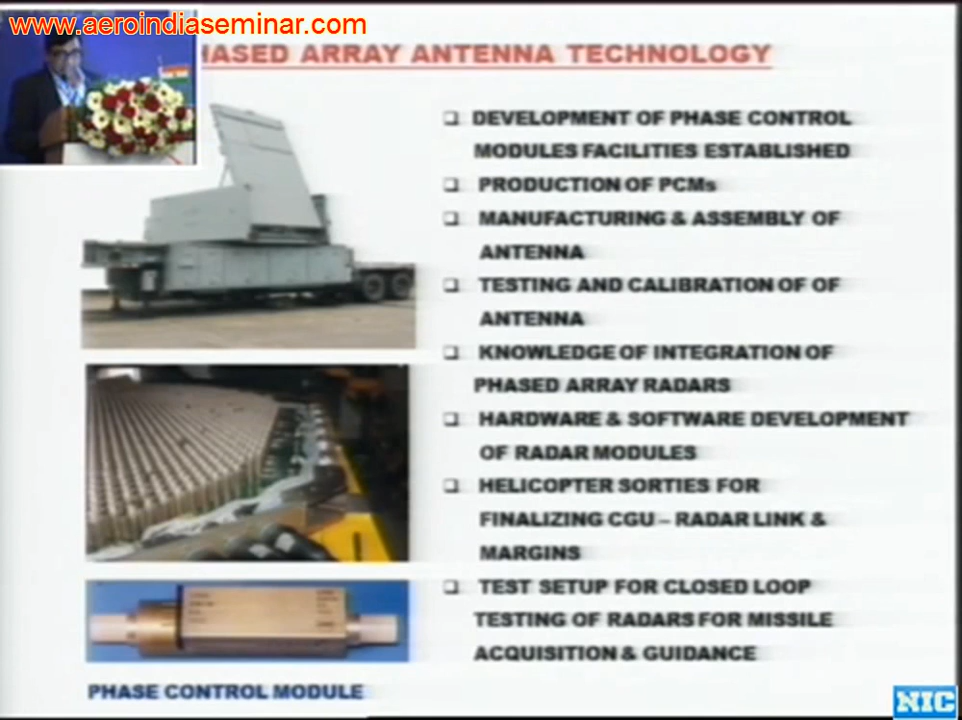 www.aeroindiaseminar.com
HASED ARRAY ANTENNA TECHNOLOGY
❑ DEVELOPMENT OF PHASE CONTROL
MODULES FACILITIES ESTABLISHED
❑ PRODUCTION OF PCMs
❑ MANUFACTURING & ASSEMBLY OF
ANTENNA
❑ TESTING AND CALIBRATION OF OF
ANTENNA
❑ KNOWLEDGE OF INTEGRATION OF
PHASED ARRAY RADARS
❑ HARDWARE & SOFTWARE DEVELOPMENT
OF RADAR MODULES
❑ HELICOPTER SORTIES FOR
FINALIZING CGU – RADAR LINK &
MARGINS
❑ TEST SETUP FOR CLOSED LOOP
TESTING OF RADARS FOR MISSILE
ACQUISITION & GUIDANCE
PHASE CONTROL MODULE
NIC